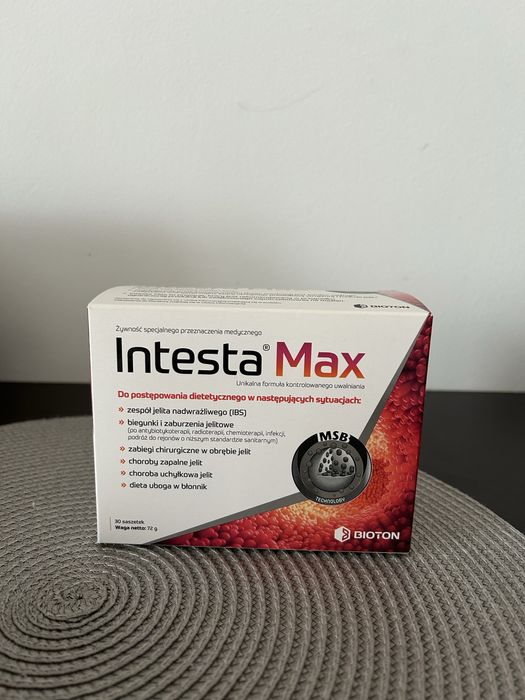 BIOTON
Żywność specjalnego przeznaczenia medycznego
Intesta® Max
Unikalna formuła kontrolowanego uwalniania
Do postępowania dietetycznego w następujących sytuacjach:
» zespół jelita nadwrażliwego (IBS)
» biegunki i zaburzenia jelitowe
(po antybiotykoterapii, radioterapii, chemioterapii, infekcji,
podróż do rejonów o niższym standardzie sanitarnym)
» zabiegi chirurgiczne w obrębie jelit
» choroby zapalne jelit
» choroba uchyłkowa jelit
» dieta uboga w błonnik
MSB
TECHNOLOGY
30 saszetek
Waga netto: 72 g
BIOTON